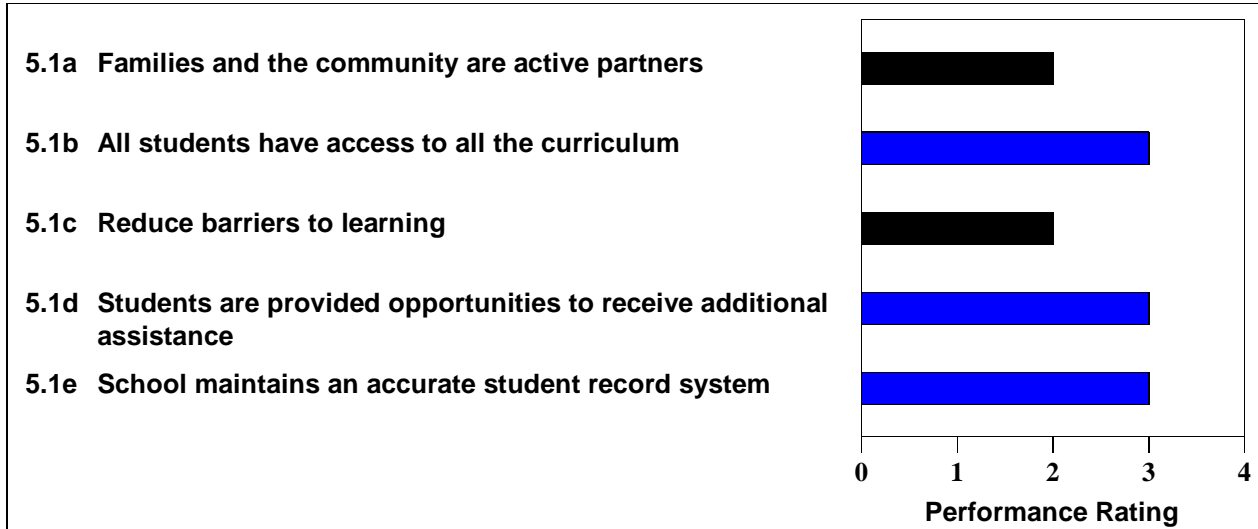 5.1a Families and the community are active partners
5.1b All students have access to all the curriculum
5.1c Reduce barriers to learning
5.1d Students are provided opportunities to receive additional
assistance
5.1e School maintains an accurate student record system
0 1 2 3 4
Performance Rating